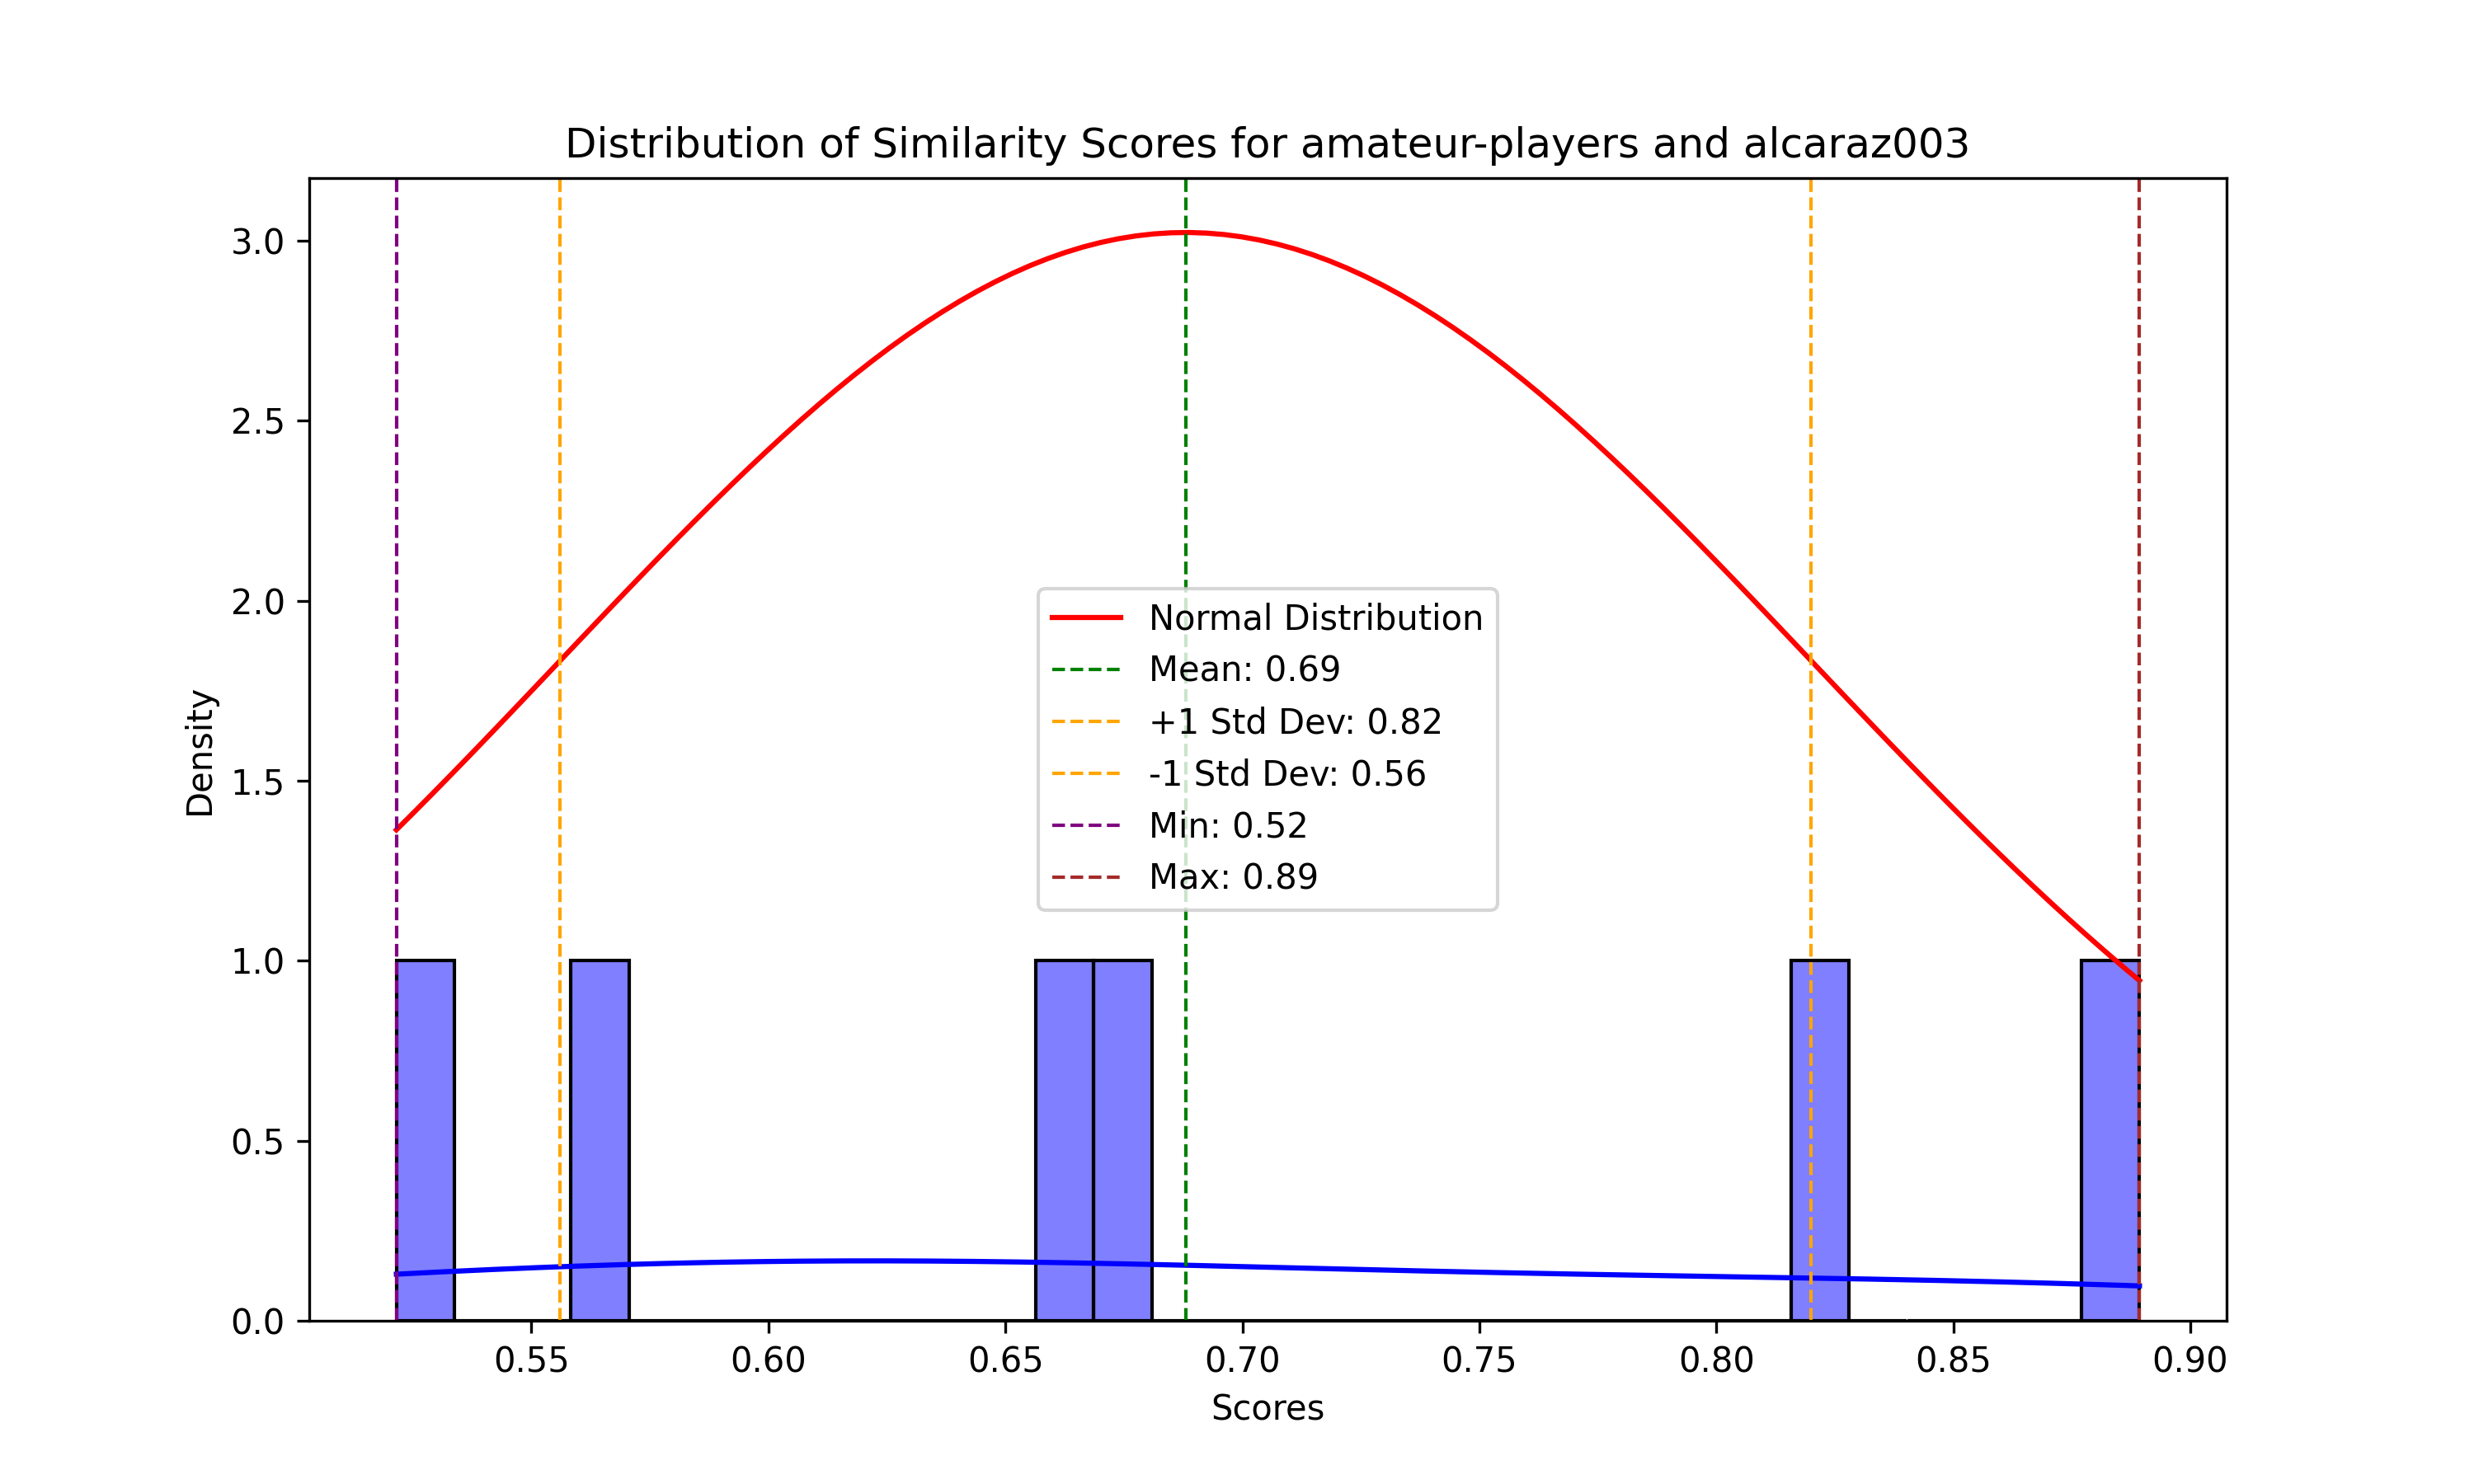 Distribution of Similarity Scores for amateur-players and alcaraz003
3.0
2.5
2.0
1.5
1.0
0.5
0.0
Density
Normal Distribution
Mean: 0.69
+1 Std Dev: 0.82
-1 Std Dev: 0.56
Min: 0.52
Max: 0.89
0.55 0.60 0.65 0.70 0.75 0.80 0.85 0.90
Scores